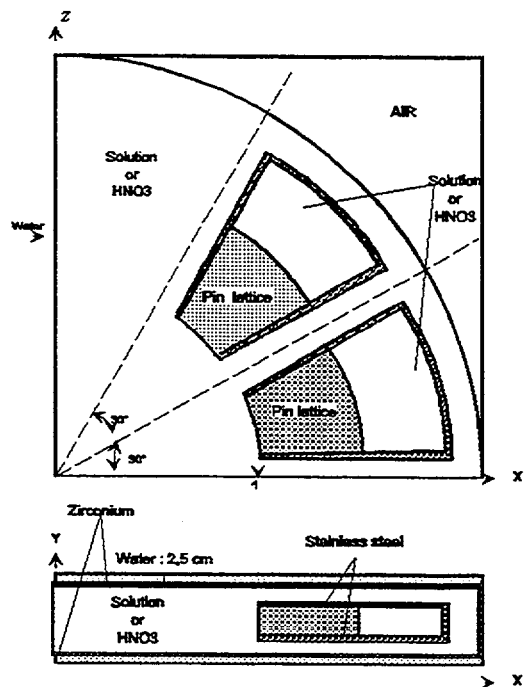 Z
AIR
Solution
or
HNO3
Solution
or
HNO3
Water
Pin lattice
Pin lattice
30°
30°
1
X
Zirconium
Y
Water : 2,5 cm
Stainless steel
Solution
or
HNO3
X